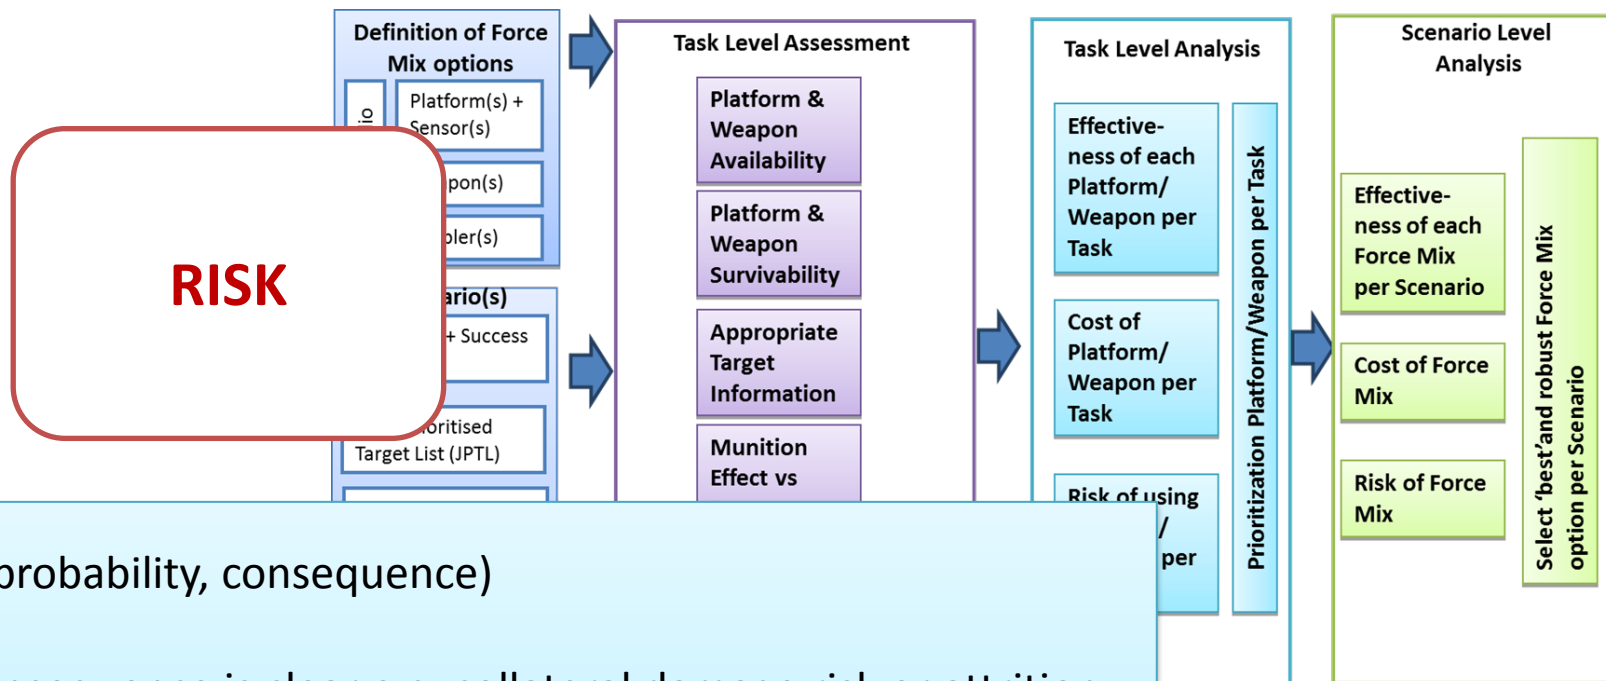 Definition of Force
Mix options
Platform(s) +
Sensor(s)
RISK
+ Success
Target List (JPTL)
Task Level Assessment
Platform &
Weapon
Availability
Platform &
Weapon
Survivability
Appropriate
Target
Information
Munition
Effect vs
Task Level Analysis
Effective-
ness of each
Platform/
Weapon per
Task
Cost of
Platform/
Weapon per
Task
Risk of using
/
per
Prioritization Platform/Weapon per Task
Scenario Level
Analysis
Effective-
ness of each
Force Mix
per Scenario
Cost of Force
Mix
Risk of Force
Mix
Select ‘best’and robust Force Mix
option per Scenario
probability, consequence)